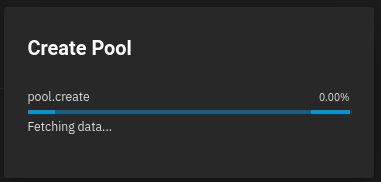 Create Pool
pool.create 0.00%
Fetching data...